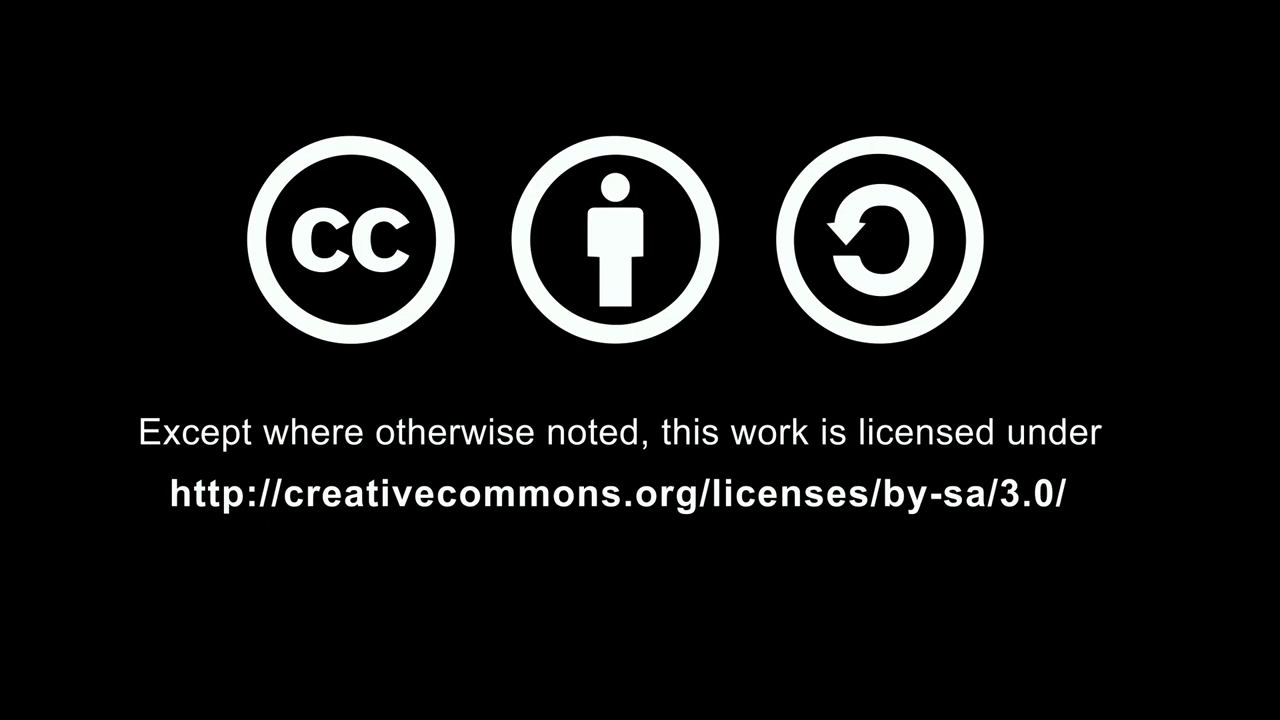 cc
Except where otherwise noted, this work is licensed under
http://creativecommons.org/licenses/by-sa/3.0/